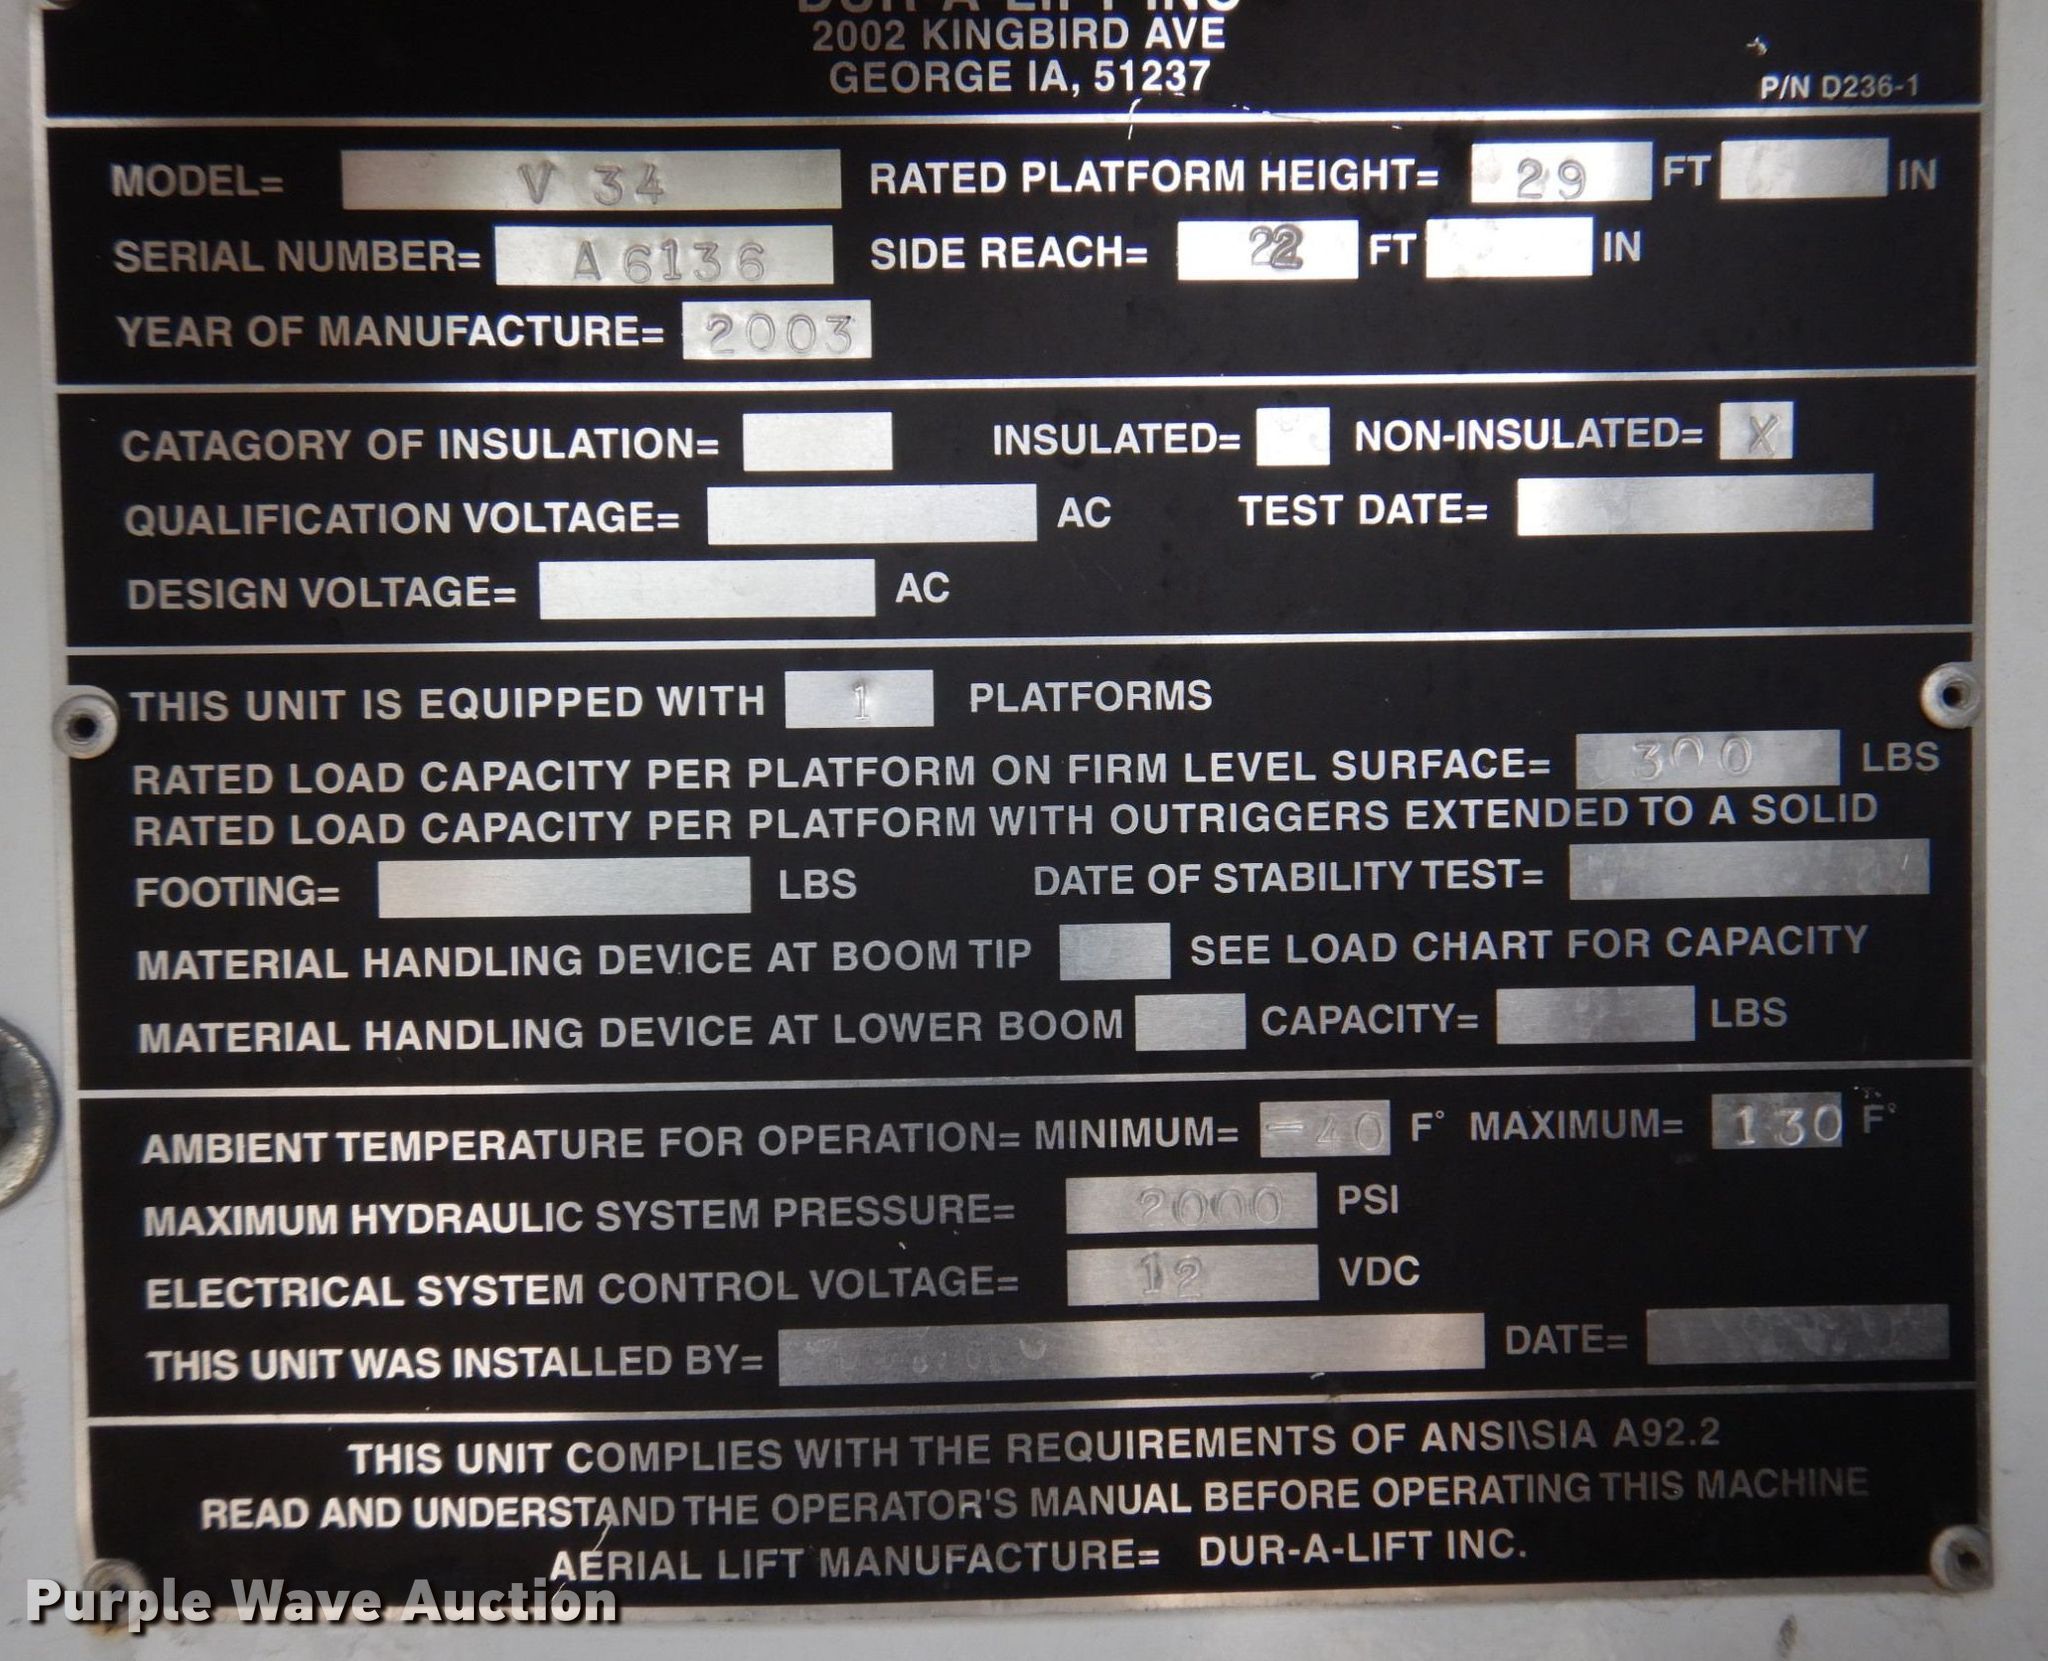 DUR-A-LIFT INC
2002 KINGBIRD AVE
GEORGE IA, 51237
P/N D236-1
MODEL= V 34 RATED PLATFORM HEIGHT= 29 FT IN
SERIAL NUMBER= A 6136 SIDE REACH= 22 FT IN
YEAR OF MANUFACTURE= 2003
CATAGORY OF INSULATION= INSULATED= NON-INSULATED= X
QUALIFICATION VOLTAGE= AC TEST DATE=
DESIGN VOLTAGE= AC
THIS UNIT IS EQUIPPED WITH 1 PLATFORMS
RATED LOAD CAPACITY PER PLATFORM ON FIRM LEVEL SURFACE= 300 LBS
RATED LOAD CAPACITY PER PLATFORM WITH OUTRIGGERS EXTENDED TO A SOLID
FOOTING= LBS DATE OF STABILITY TEST=
MATERIAL HANDLING DEVICE AT BOOM TIP SEE LOAD CHART FOR CAPACITY
MATERIAL HANDLING DEVICE AT LOWER BOOM CAPACITY= LBS
AMBIENT TEMPERATURE FOR OPERATION= MINIMUM= -40 F° MAXIMUM= 130 F°
MAXIMUM HYDRAULIC SYSTEM PRESSURE= 2000 PSI
ELECTRICAL SYSTEM CONTROL VOLTAGE= 12 VDC
THIS UNIT WAS INSTALLED BY= DATE=
THIS UNIT COMPLIES WITH THE REQUIREMENTS OF ANSI\SIA A92.2
READ AND UNDERSTAND THE OPERATOR'S MANUAL BEFORE OPERATING THIS MACHINE
AERIAL LIFT MANUFACTURE= DUR-A-LIFT INC.
Purple Wave Auction